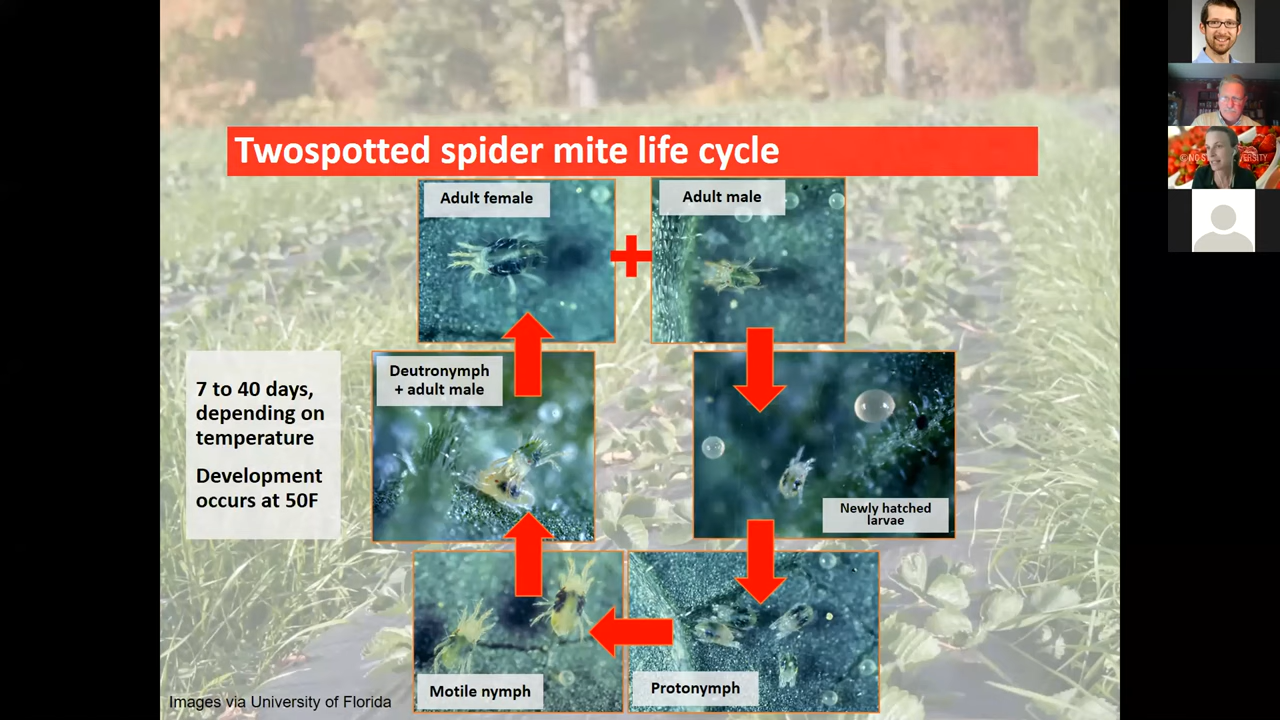 Twospotted spider mite life cycle
Adult female
Adult male
Deutronymph
+ adult male
7 to 40 days,
depending on
temperature
Development
occurs at 50F
Newly hatched
larvae
Motile nymph
Protonymph
Images via University of Florida